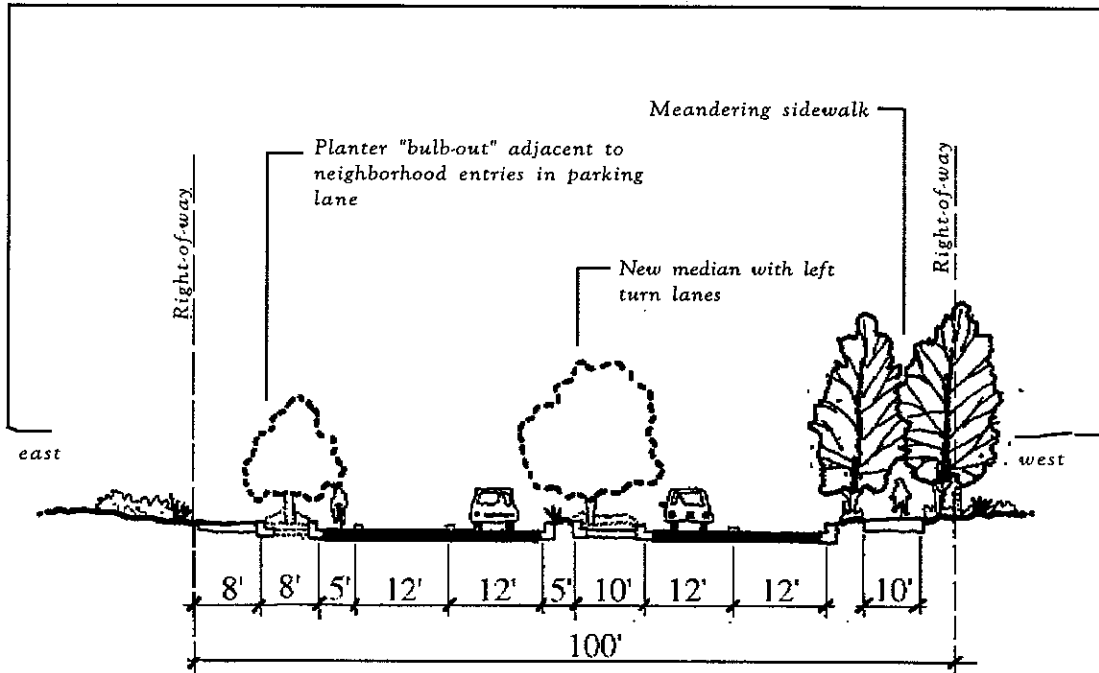 Meandering sidewalk
Planter "bulb-out" adjacent to
neighborhood entries in parking
lane
Right-of-way
Right-of-way
New median with left
turn lanes
east
west
8' 8' 5' 12' 12' 5' 10' 12' 12' 10'
100'